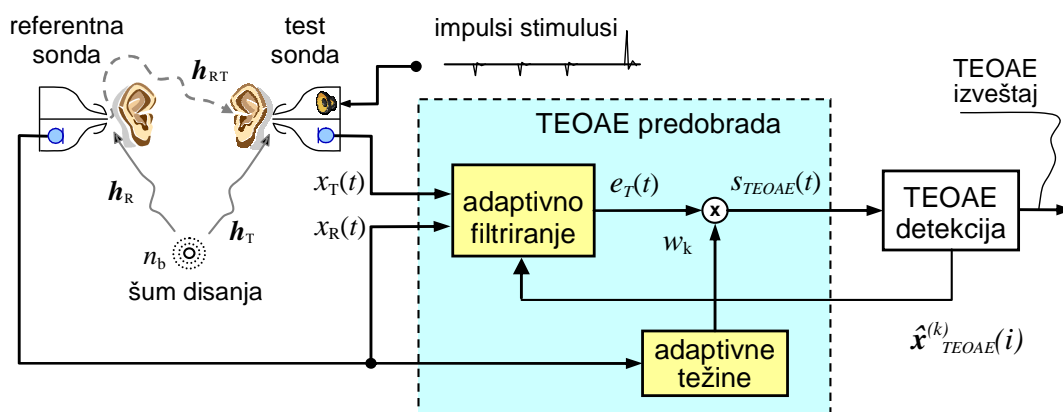 referentna
sonda
test
sonda
impulsi stimulusi
h_RT
TEOAE
izveštaj
TEOAE predobrada
h_R
h_T
x_T(t)
x_R(t)
adaptivno
filtriranje
e_T(t)
x
s_TEOAE(t)
TEOAE
detekcija
w_k
n_b
šum disanja
adaptivne
težine
x̂^(k)_TEOAE(i)